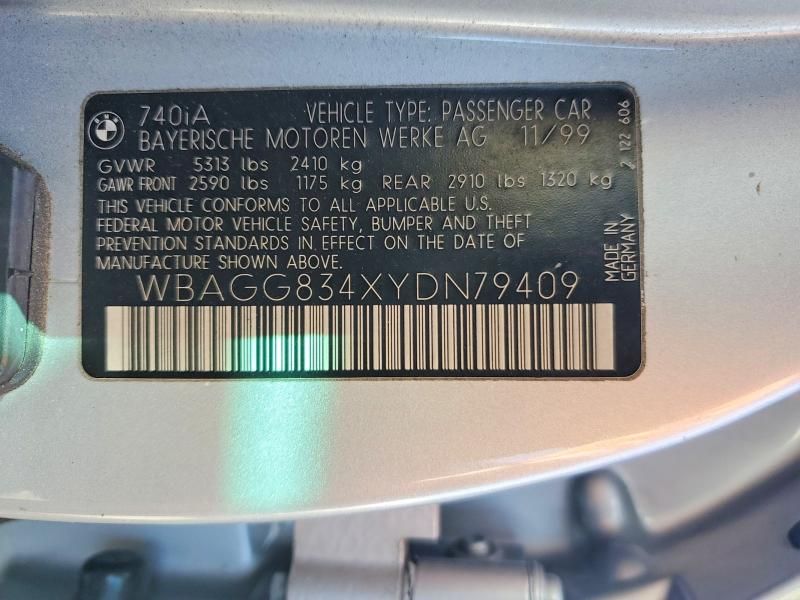 740iA VEHICLE TYPE: PASSENGER CAR
BAYERISCHE MOTOREN WERKE AG 11/99
GVWR 5313 lbs 2410 kg
GAWR FRONT 2590 lbs 1175 kg REAR 2910 lbs 1320 kg
THIS VEHICLE CONFORMS TO ALL APPLICABLE U.S.
FEDERAL MOTOR VEHICLE SAFETY, BUMPER AND THEFT
PREVENTION STANDARDS IN EFFECT ON THE DATE OF
MANUFACTURE SHOWN ABOVE.
WBAGG834XYDN79409
2 122 606
MADE IN
GERMANY
BMW